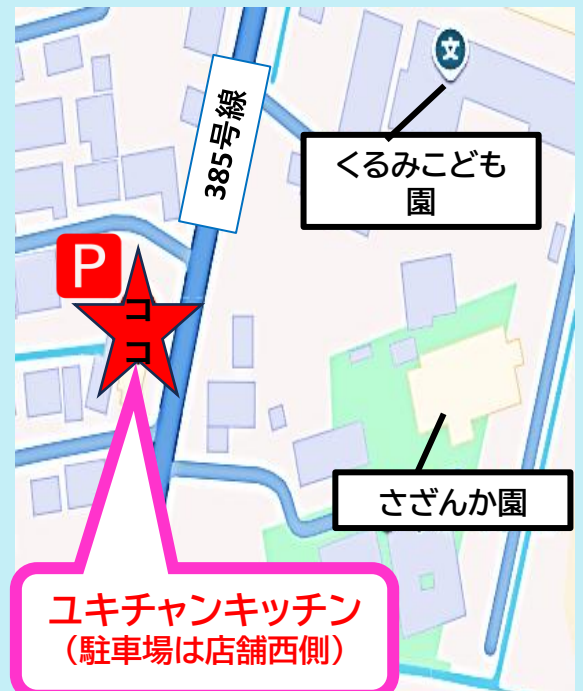 文
385号線
くるみこども
園
P
ココ
さざんか園
ユキチャンキッチン
(駐車場は店舗西側)